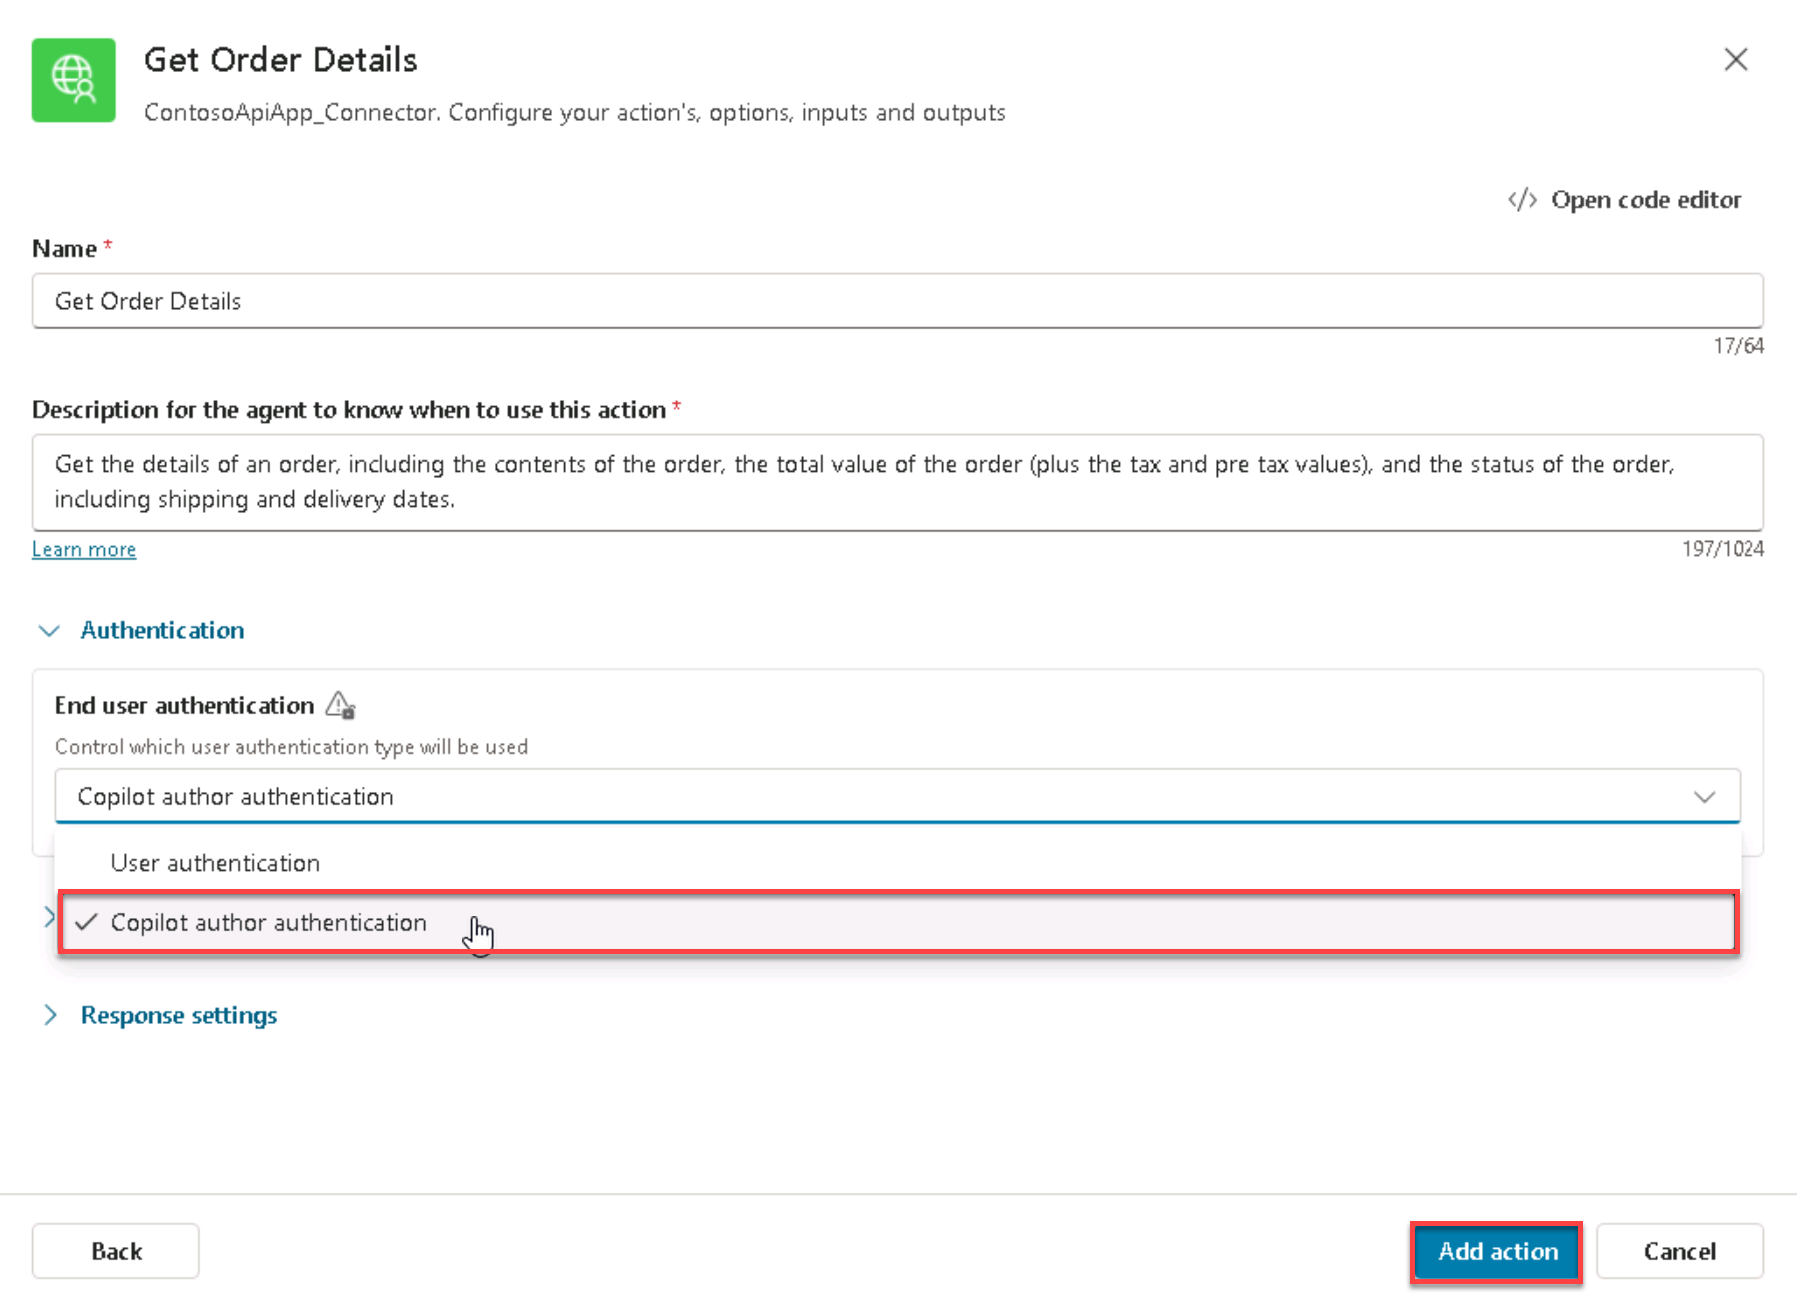 Get Order Details
ContosoApiApp_Connector. Configure your action's, options, inputs and outputs
</> Open code editor
Name *
Get Order Details
17/64
Description for the agent to know when to use this action *
Get the details of an order, including the contents of the order, the total value of the order (plus the tax and pre tax values), and the status of the order,
including shipping and delivery dates.
Learn more
197/1024
Authentication
End user authentication
Control which user authentication type will be used
Copilot author authentication
User authentication
Copilot author authentication
Response settings
Back
Add action
Cancel